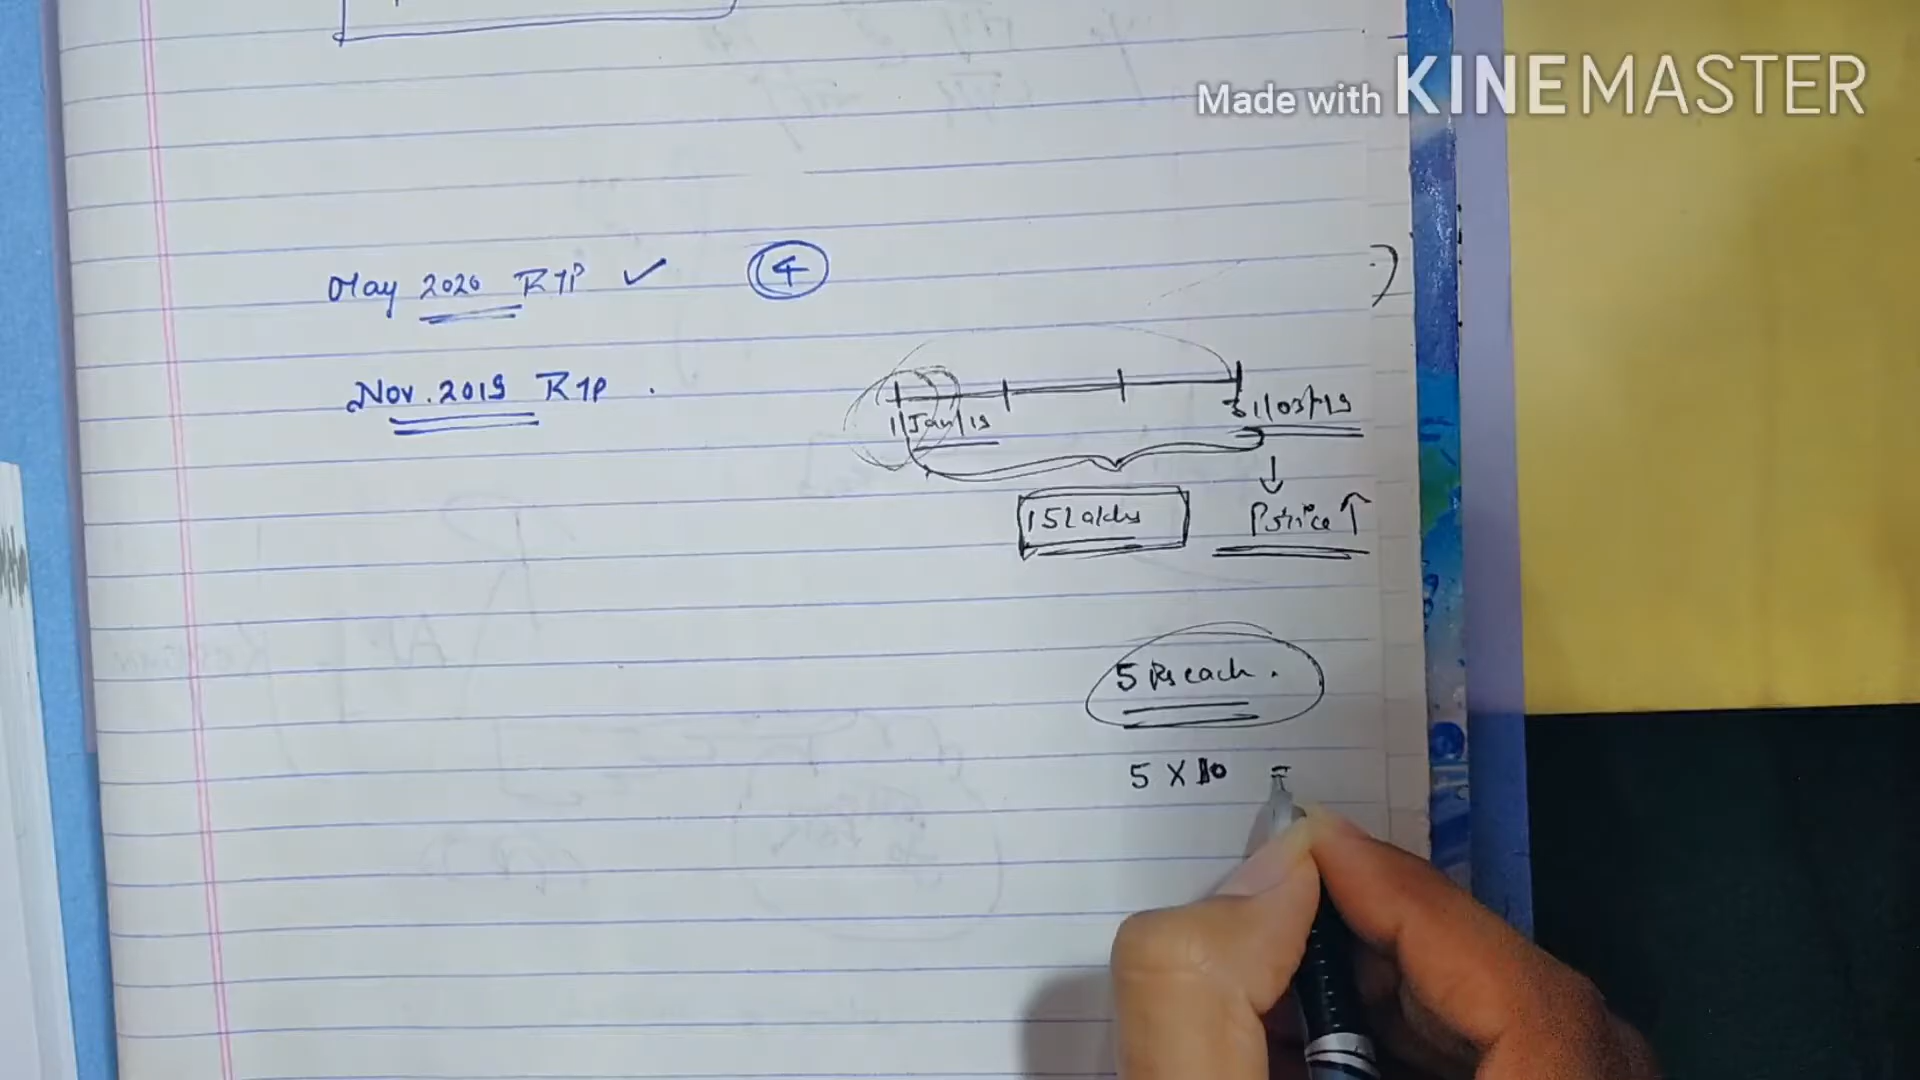 Made with KINEMASTER
May 2020 RTP ✓ 4
Nov. 2019 RTP .
1/Jan/19 31/03/19
15 Lakhs Price ↑
5 Rs each .
5 X 10 =